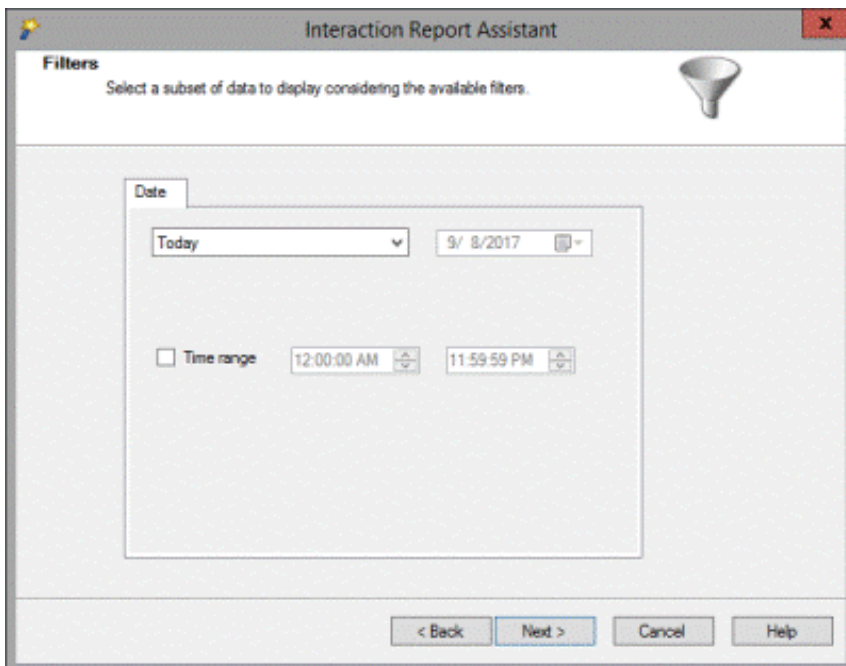 Interaction Report Assistant
x
Filters
Select a subset of data to display considering the available filters.
Date
Today 9/ 8/2017
Time range 12:00:00 AM 11:59:59 PM
< Back Next > Cancel Help